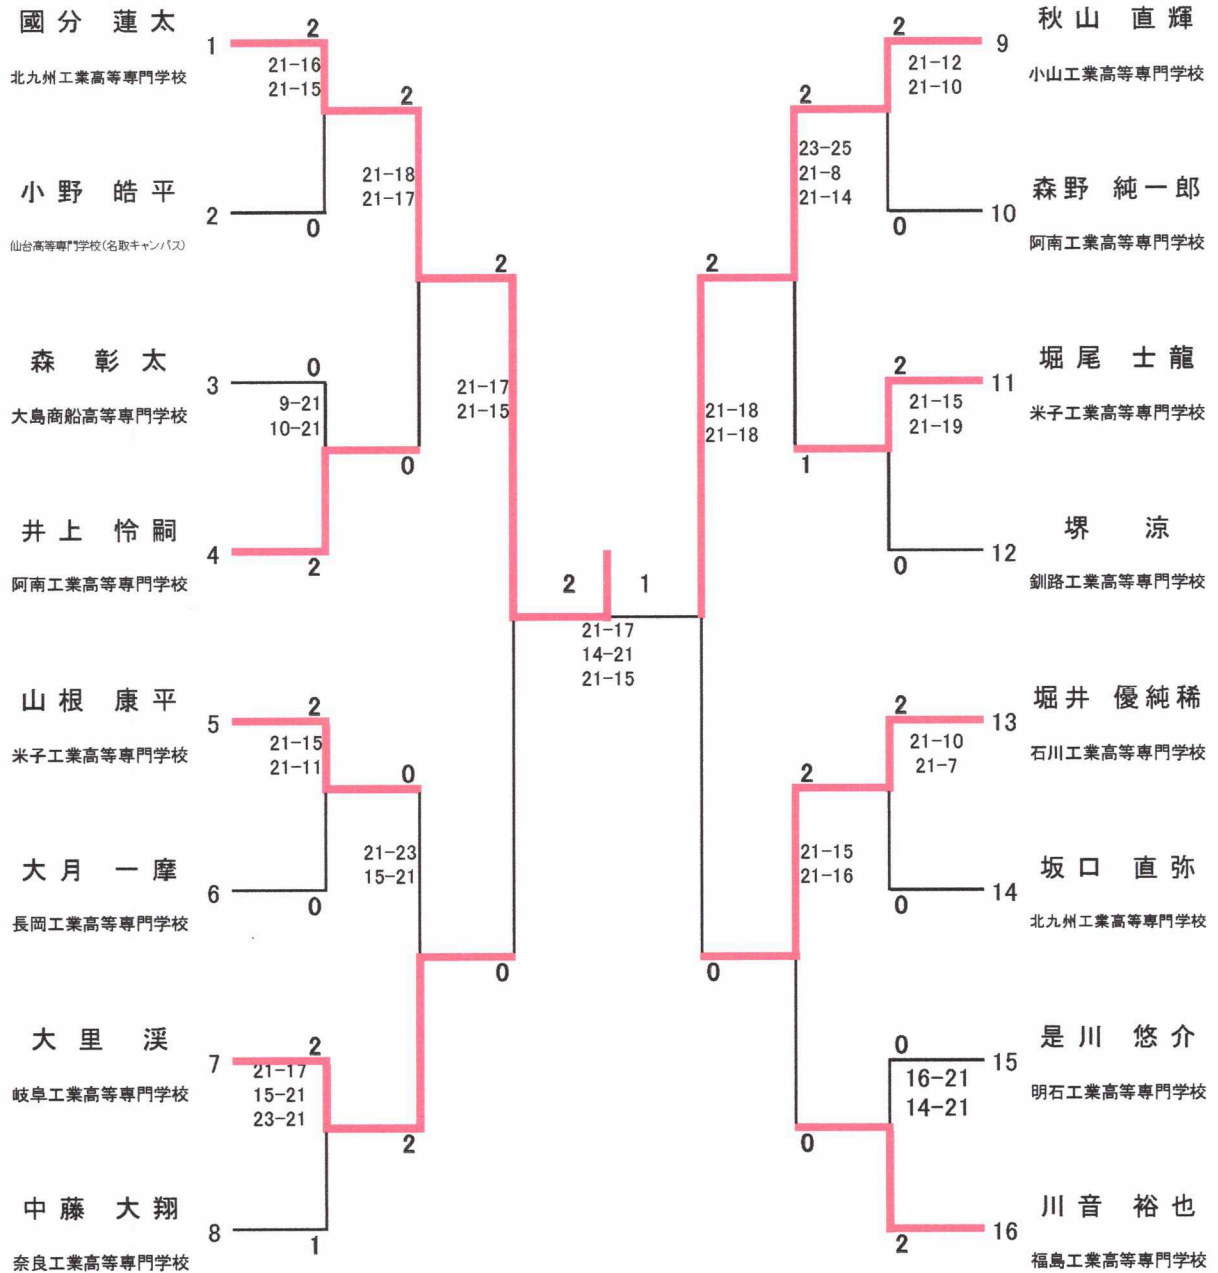 國分 蓮太
1
2
北九州工業高等専門学校
21-16
21-15
2
小野 皓平
2
0
仙台高等専門学校(名取キャンパス)
21-18
21-17
2
森 彰太
3
0
大島商船高等専門学校
9-21
10-21
0
井上 怜嗣
4
2
阿南工業高等専門学校
21-17
21-15
山根 康平
5
2
米子工業高等専門学校
21-15
21-11
0
大月 一摩
6
0
長岡工業高等専門学校
21-23
15-21
0
大里 渓
7
2
岐阜工業高等専門学校
21-17
15-21
23-21
2
中藤 大翔
8
1
奈良工業高等専門学校
2
1
21-17
14-21
21-15
秋山 直輝
2
9
小山工業高等専門学校
21-12
21-10
2
森野 純一郎
0
10
阿南工業高等専門学校
23-25
21-8
21-14
2
堀尾 士龍
2
11
米子工業高等専門学校
21-15
21-19
1
堺 涼
0
12
釧路工業高等専門学校
21-18
21-18
堀井 優純稀
2
13
石川工業高等専門学校
21-10
21-7
2
坂口 直弥
0
14
北九州工業高等専門学校
21-15
21-16
0
是川 悠介
0
15
明石工業高等専門学校
16-21
14-21
0
川音 裕也
2
16
福島工業高等専門学校